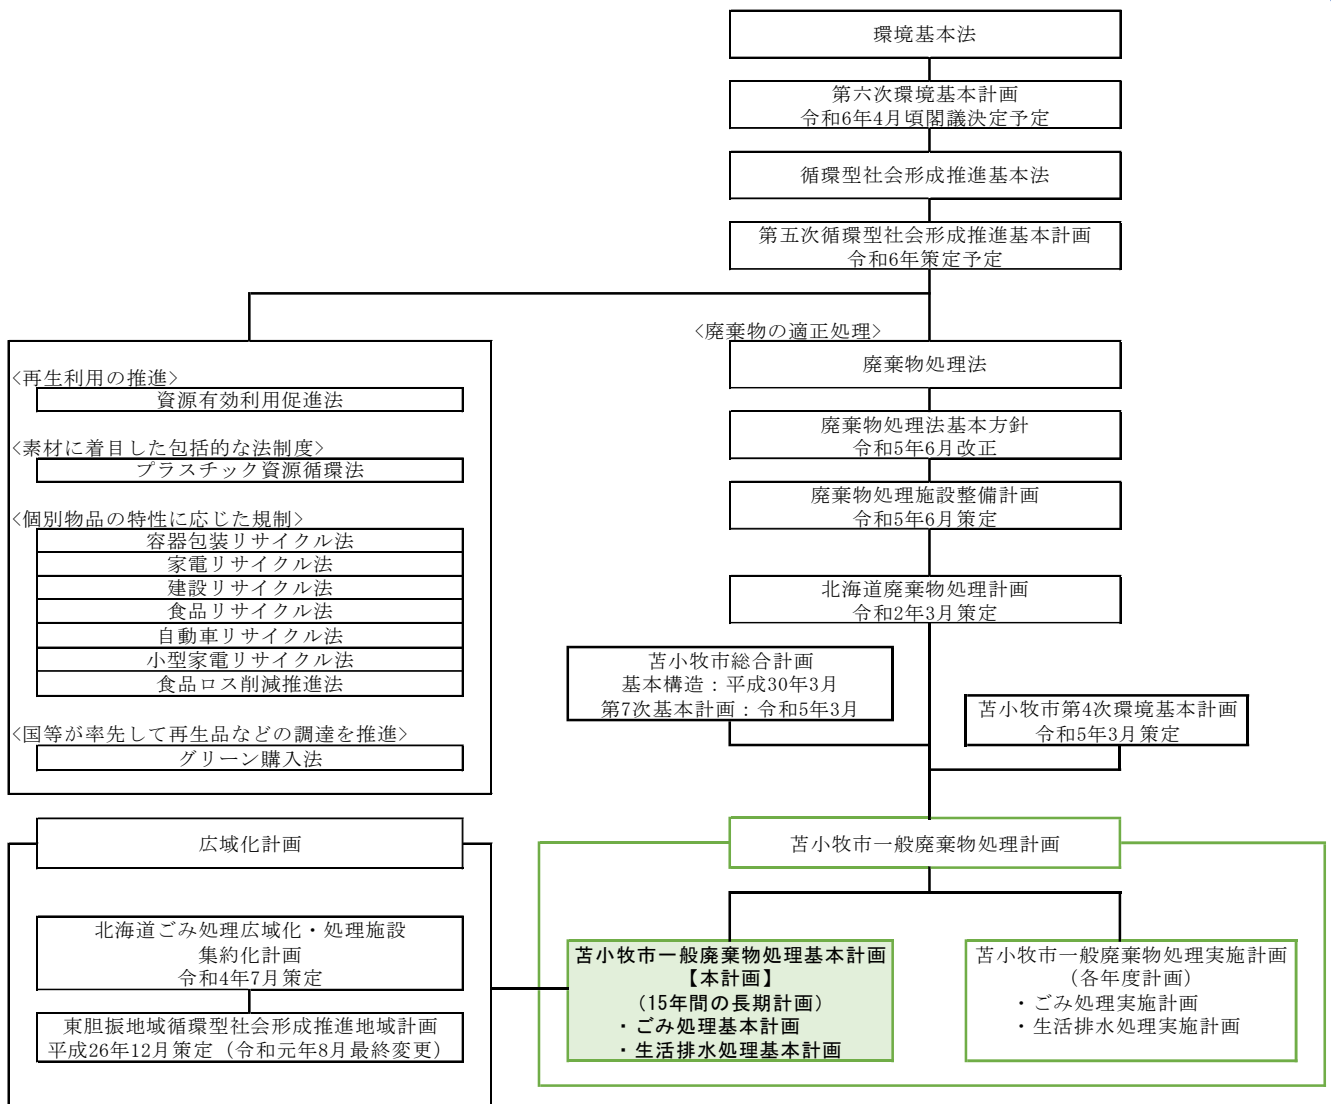 環境基本法
第六次環境基本計画
令和6年4月頃閣議決定予定
循環型社会形成推進基本法
第五次循環型社会形成推進基本計画
令和6年策定予定
<廃棄物の適正処理>
廃棄物処理法
廃棄物処理法基本方針
令和5年6月改正
廃棄物処理施設整備計画
令和5年6月策定
北海道廃棄物処理計画
令和2年3月策定
<再生利用の推進>
資源有効利用促進法
<素材に着目した包括的な法制度>
プラスチック資源循環法
<個別物品の特性に応じた規制>
容器包装リサイクル法
家電リサイクル法
建設リサイクル法
食品リサイクル法
自動車リサイクル法
小型家電リサイクル法
食品ロス削減推進法
<国等が率先して再生品などの調達を推進>
グリーン購入法
苫小牧市総合計画
基本構造：平成30年3月
第7次基本計画：令和5年3月
苫小牧市第4次環境基本計画
令和5年3月策定
広域化計画
北海道ごみ処理広域化・処理施設
集約化計画
令和4年7月策定
東胆振地域循環型社会形成推進地域計画
平成26年12月策定（令和元年8月最終変更）
苫小牧市一般廃棄物処理計画
苫小牧市一般廃棄物処理基本計画
【本計画】
（15年間の長期計画）
・ごみ処理基本計画
・生活排水処理基本計画
苫小牧市一般廃棄物処理実施計画
（各年度計画）
・ごみ処理実施計画
・生活排水処理実施計画